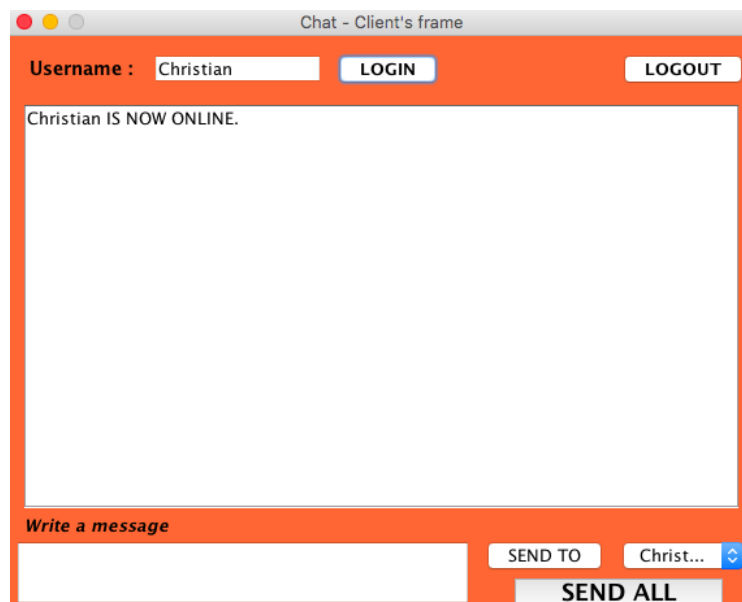 Chat - Client's frame
Username : Christian LOGIN LOGOUT
Christian IS NOW ONLINE.
Write a message
SEND TO Christ...
SEND ALL